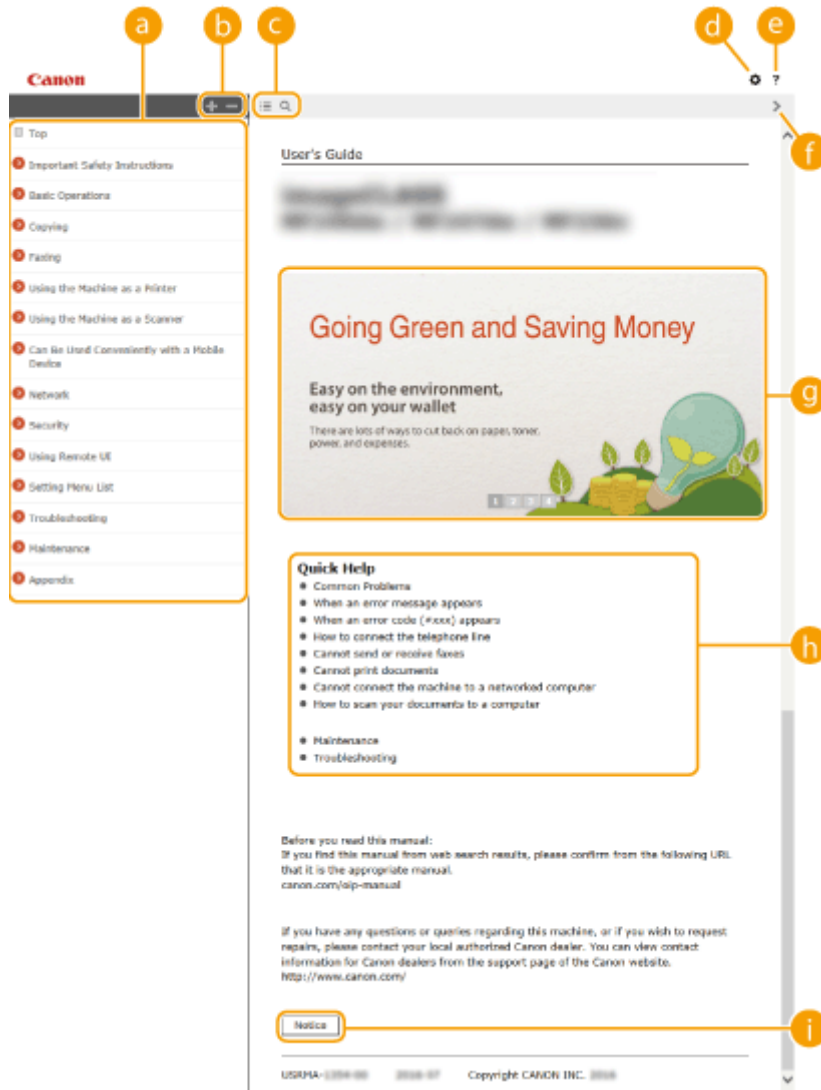 a
b
c
d
e
Canon
?
f
Top
Important Safety Instructions
Basic Operations
Copying
Faxing
Using the Machine as a Printer
Using the Machine as a Scanner
Can Be Used Conveniently with a Mobile
Device
Network
Security
Using Remote UI
Setting Menu List
Troubleshooting
Maintenance
Appendix
User's Guide
Going Green and Saving Money
Easy on the environment,
easy on your wallet
There are lots of ways to cut back on paper, toner,
power, and expenses.
1 2 3 4
g
Quick Help
Common Problems
When an error message appears
When an error code (#xxx) appears
How to connect the telephone line
Cannot send or receive faxes
Cannot print documents
Cannot connect the machine to a networked computer
How to scan your documents to a computer
Maintenance
Troubleshooting
h
Before you read this manual:
If you find this manual from web search results, please confirm from the following URL
that it is the appropriate manual.
canon.com/oip-manual
If you have any questions or queries regarding this machine, or if you wish to request
repairs, please contact your local authorized Canon dealer. You can view contact
information for Canon dealers from the support page of the Canon website.
http://www.canon.com/
Notice
i
USRMA- Copyright CANON INC.